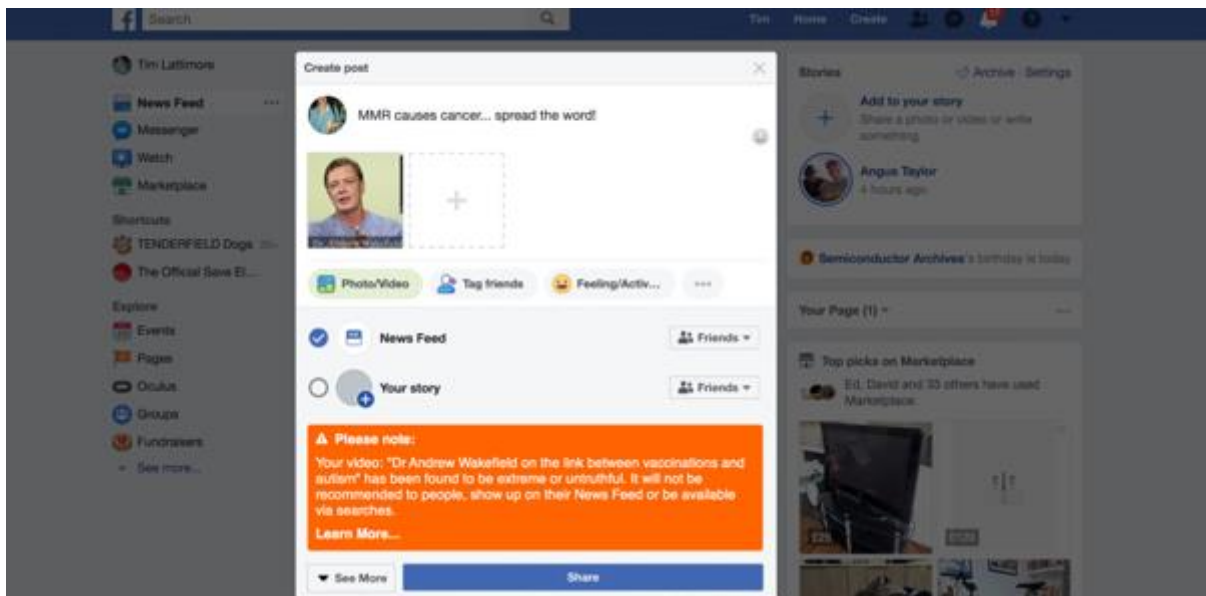 Search
Tim Home Create
Tim Lattimore
News Feed
Messenger
Watch
Marketplace
Shortcuts
TENDERFIELD Dogs
The Official Save El...
Explore
Events
Pages
Oculus
Groups
Fundraisers
See more...
Create post
MMR causes cancer... spread the word!
Photo/Video
Tag friends
Feeling/Activ...
News Feed
Friends
Your story
Friends
Please note:
Your video: "Dr Andrew Wakefield on the link between vaccinations and
autism" has been found to be extreme or untruthful. It will not be
recommended to people, show up on their News Feed or be available
via searches.
Learn More...
See More
Share
Stories
Archive · Settings
Add to your story
Share a photo or video or write
something
Angus Taylor
4 hours ago
Semiconductor Archives's birthday is today
Your Page (1)
Top picks on Marketplace
Ed, David and 33 others have used
Marketplace.